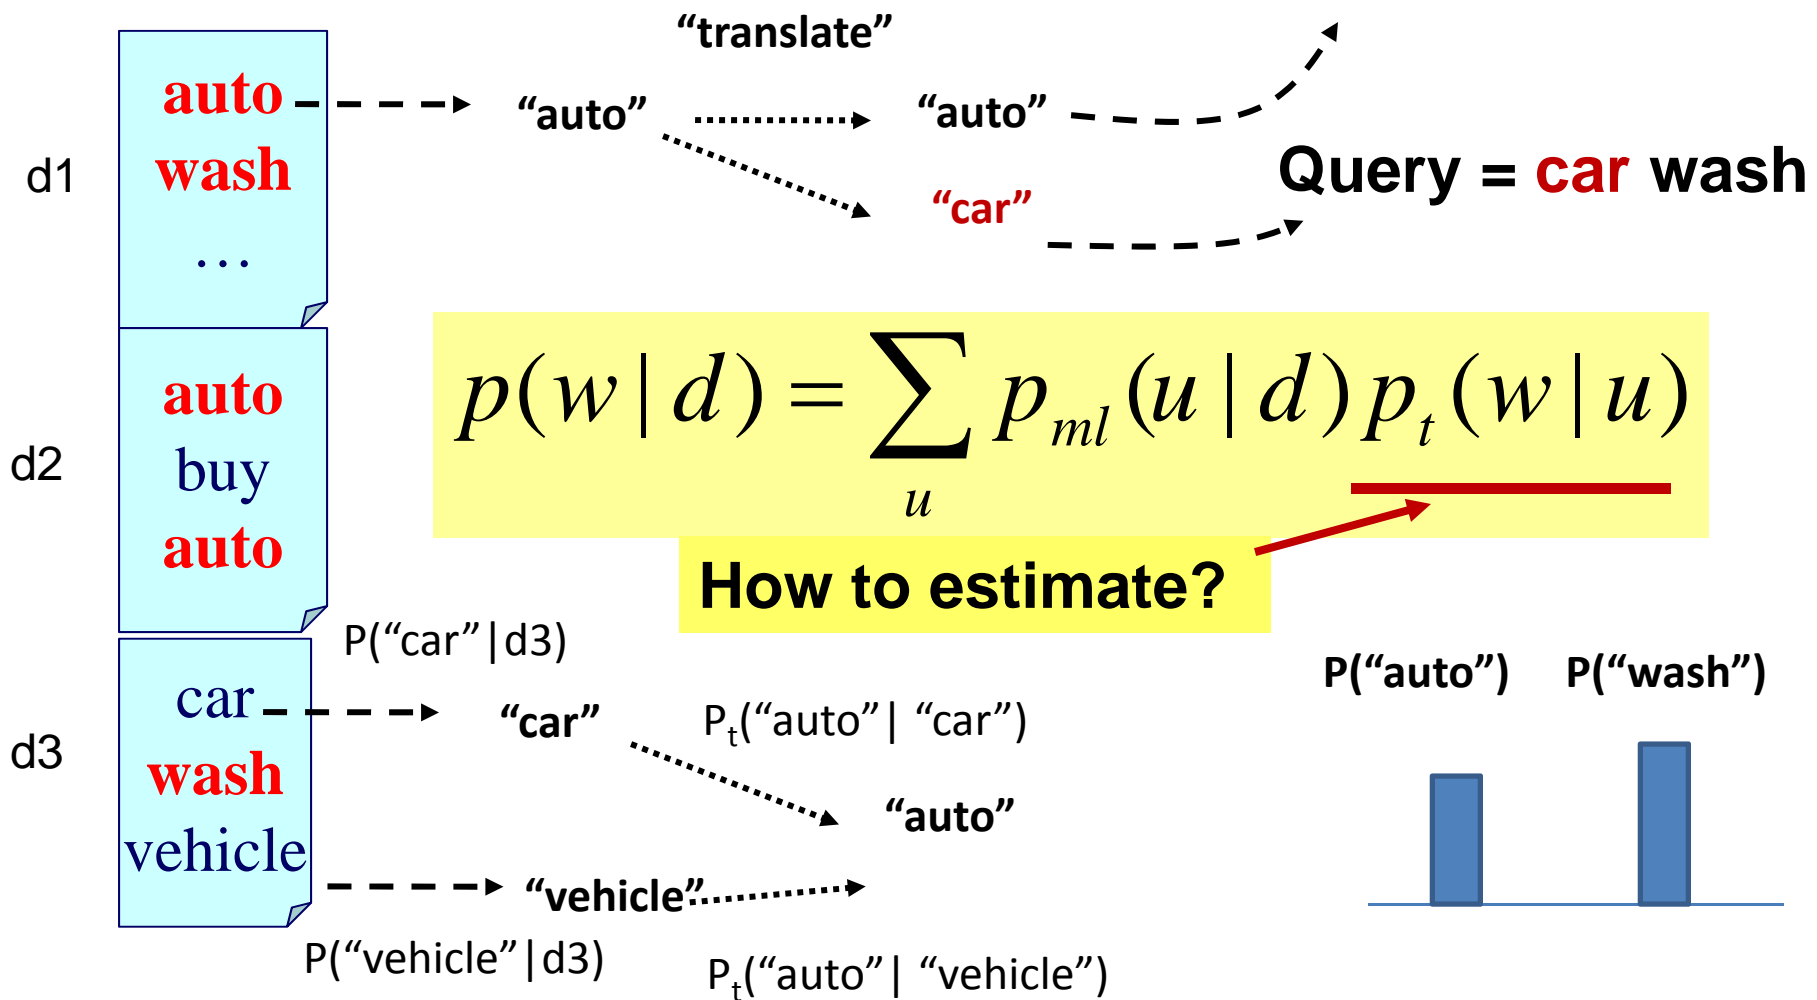 “translate”
d1
auto
wash
…
“auto”
“auto”
“car”
Query = car wash
d2
auto
buy
auto
p(w | d) = ∑ p_ml (u | d) p_t (w | u)
u
How to estimate?
d3
car
wash
vehicle
P(“car”|d3)
“car”
P_t(“auto”| “car”)
“auto”
“vehicle”
P(“vehicle”|d3)
P_t(“auto”| “vehicle”)
P(“auto”) P(“wash”)